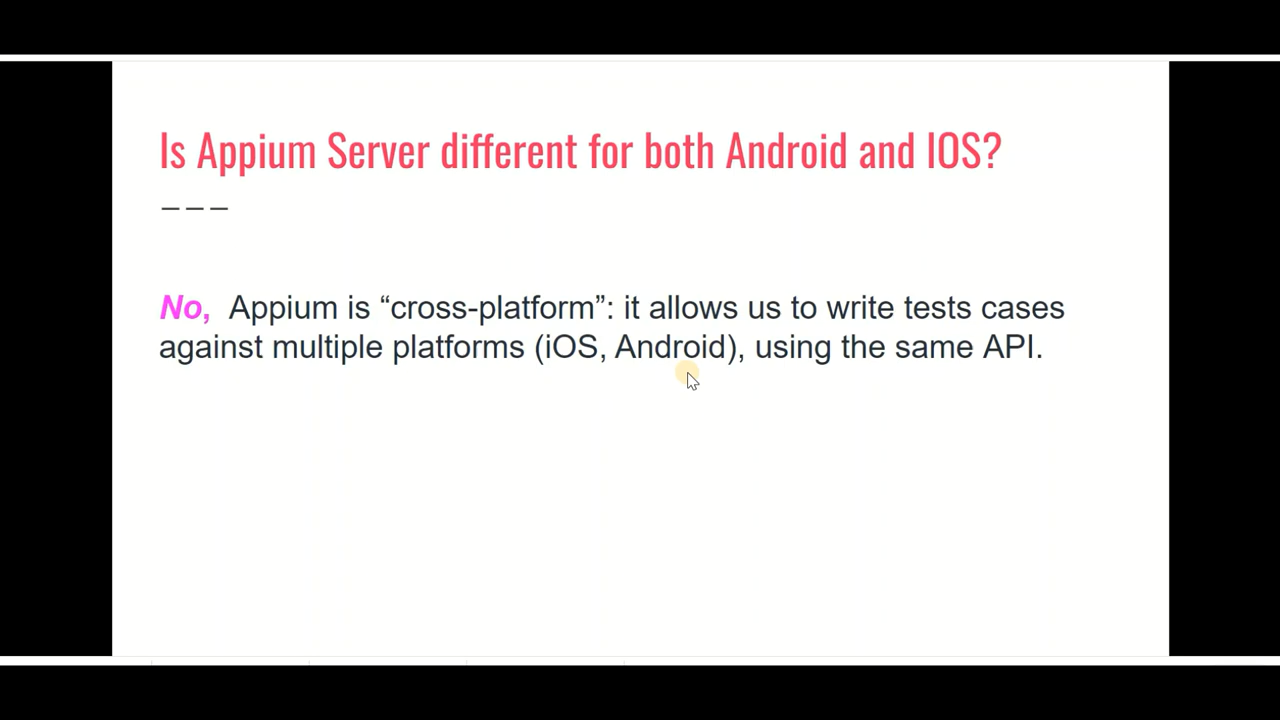 Is Appium Server different for both Android and IOS?
No, Appium is “cross-platform”: it allows us to write tests cases
against multiple platforms (iOS, Android), using the same API.